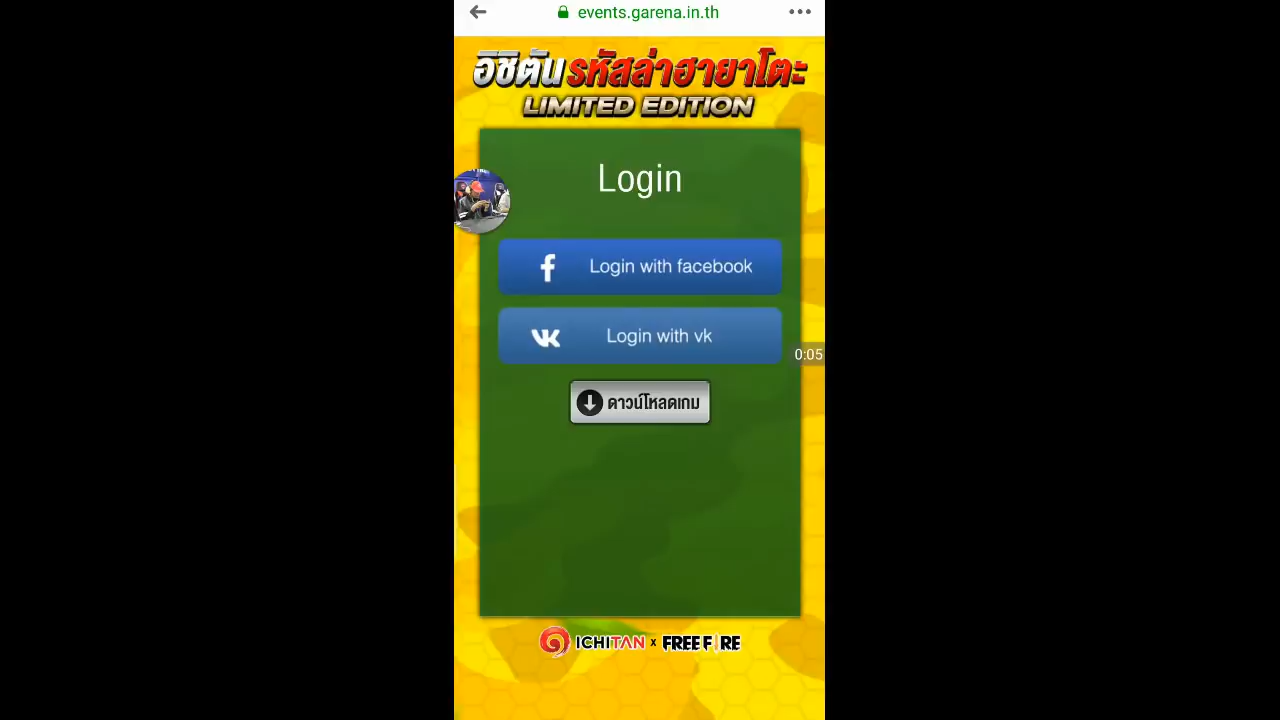 events.garena.in.th
อิชิตันรหัสล่าฮายาโตะ
LIMITED EDITION
Login
Login with facebook
Login with vk
0:05
ดาวน์โหลดเกม
ICHITAN x FREE FIRE